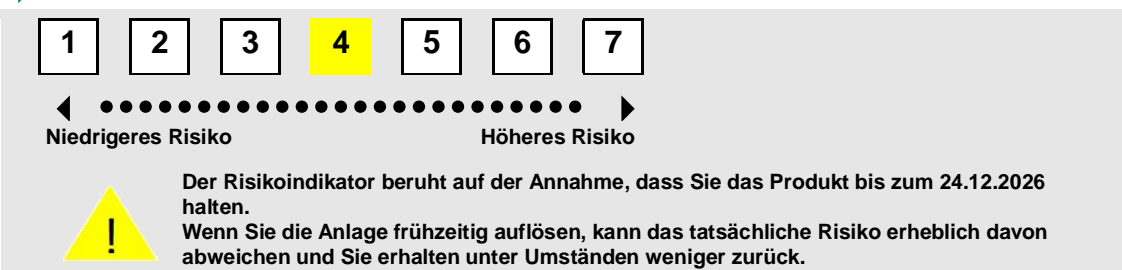 1 2 3 4 5 6 7
Niedrigeres Risiko Höheres Risiko
Der Risikoindikator beruht auf der Annahme, dass Sie das Produkt bis zum 24.12.2026
halten.
Wenn Sie die Anlage frühzeitig auflösen, kann das tatsächliche Risiko erheblich davon
abweichen und Sie erhalten unter Umständen weniger zurück.
!